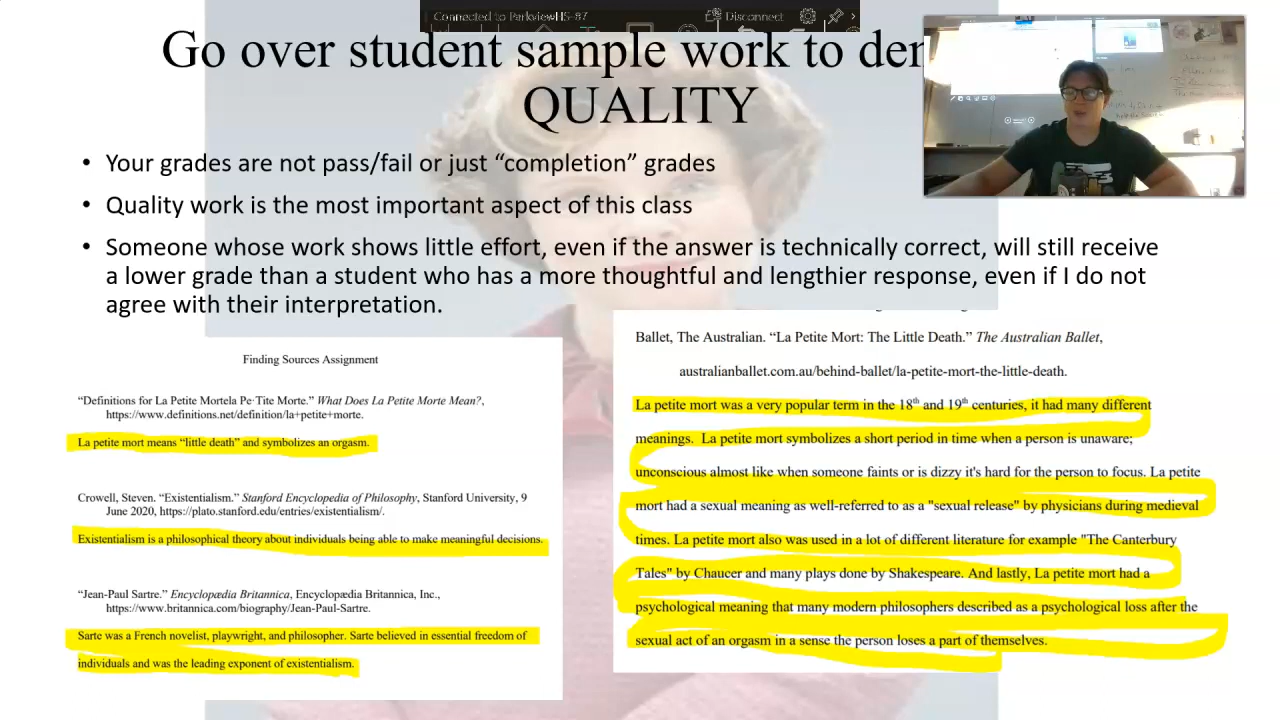 Connected to ParkviewHS-87
Disconnect
Go over student sample work to
QUALITY
• Your grades are not pass/fail or just “completion” grades
• Quality work is the most important aspect of this class
• Someone whose work shows little effort, even if the answer is technically correct, will still receive
a lower grade than a student who has a more thoughtful and lengthier response, even if I do not
agree with their interpretation.
Finding Sources Assignment
“Definitions for La Petite Mortela Pe·Tite Morte.” What Does La Petite Morte Mean?,
https://www.definitions.net/definition/la+petite+morte.
La petite mort means “little death” and symbolizes an orgasm.
Crowell, Steven. “Existentialism.” Stanford Encyclopedia of Philosophy, Stanford University, 9
June 2020, https://plato.stanford.edu/entries/existentialism/.
Existentialism is a philosophical theory about individuals being able to make meaningful decisions.
“Jean-Paul Sartre.” Encyclopædia Britannica, Encyclopædia Britannica, Inc.,
https://www.britannica.com/biography/Jean-Paul-Sartre.
Sarte was a French novelist, playwright, and philosopher. Sarte believed in essential freedom of
individuals and was the leading exponent of existentialism.
Ballet, The Australian. “La Petite Mort: The Little Death.” The Australian Ballet,
australianballet.com.au/behind-ballet/la-petite-mort-the-little-death.
La petite mort was a very popular term in the 18th and 19th centuries, it had many different
meanings. La petite mort symbolizes a short period in time when a person is unaware;
unconscious almost like when someone faints or is dizzy it's hard for the person to focus. La petite
mort had a sexual meaning as well-referred to as a "sexual release" by physicians during medieval
times. La petite mort also was used in a lot of different literature for example "The Canterbury
Tales" by Chaucer and many plays done by Shakespeare. And lastly, La petite mort had a
psychological meaning that many modern philosophers described as a psychological loss after the
sexual act of an orgasm in a sense the person loses a part of themselves.